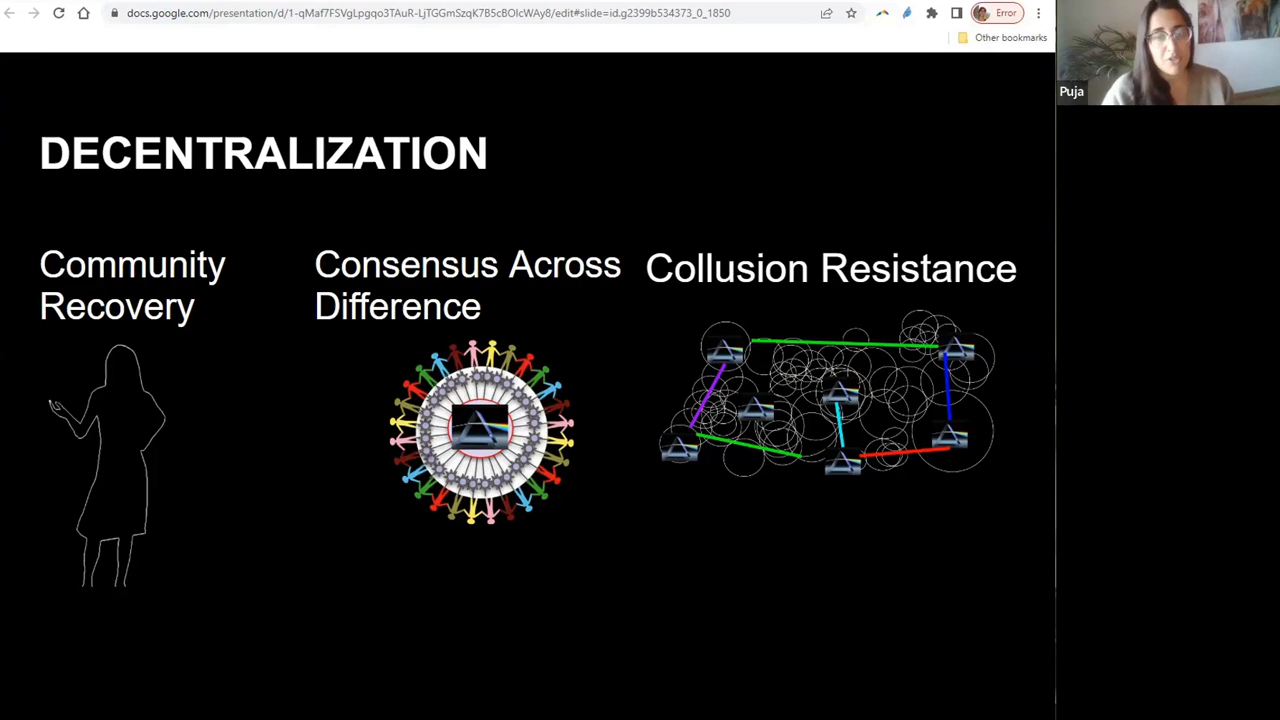 docs.google.com/presentation/d/1-qMaf7FSVgLpgqo3TAuR-LjTGGmSzqK7B5cBOIcWAy8/edit#slide=id.g2399b534373_0_1850
Error
Other bookmarks
Puja
DECENTRALIZATION
Community
Recovery
Consensus Across
Difference
Collusion Resistance